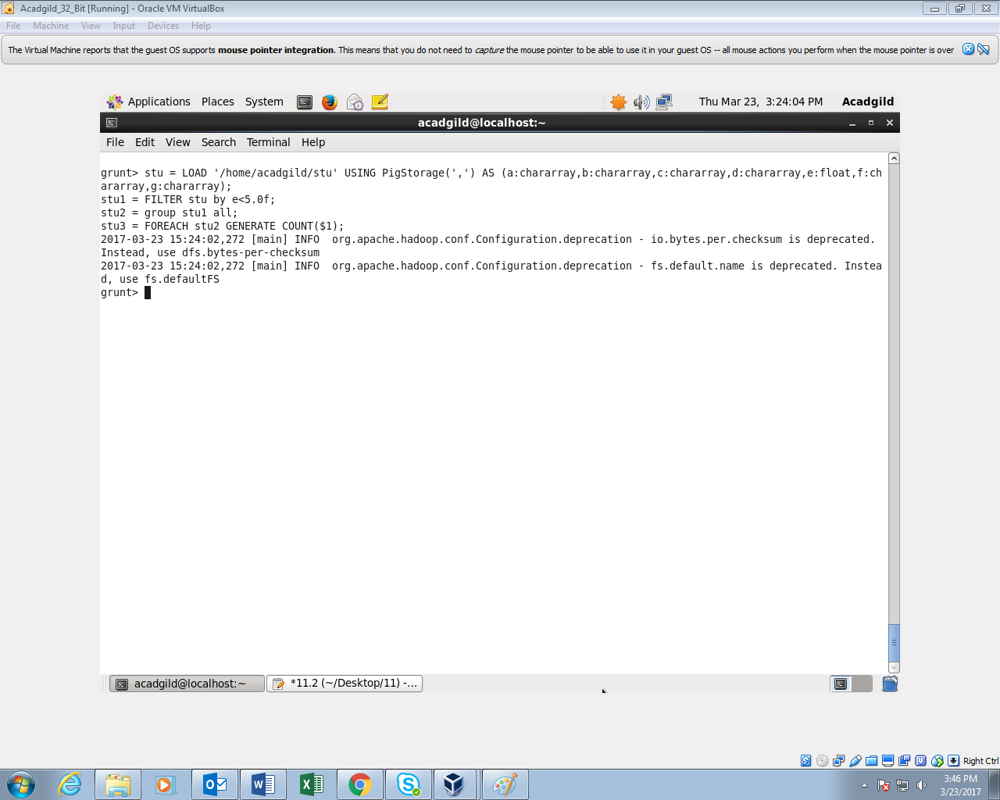 Acadgild_32_Bit [Running] - Oracle VM VirtualBox
File Machine View Input Devices Help
The Virtual Machine reports that the guest OS supports mouse pointer integration. This means that you do not need to capture the mouse pointer to be able to use it in your guest OS -- all mouse actions you perform when the mouse pointer is over
Applications Places System Thu Mar 23, 3:24:04 PM Acadgild
acadgild@localhost:~
File Edit View Search Terminal Help
grunt> stu = LOAD '/home/acadgild/stu' USING PigStorage(',') AS (a:chararray,b:chararray,c:chararray,d:chararray,e:float,f:ch
ararray,g:chararray);
stu1 = FILTER stu by e<5.0f;
stu2 = group stu1 all;
stu3 = FOREACH stu2 GENERATE COUNT($1);
2017-03-23 15:24:02,272 [main] INFO  org.apache.hadoop.conf.Configuration.deprecation - io.bytes.per.checksum is deprecated.
Instead, use dfs.bytes-per-checksum
2017-03-23 15:24:02,272 [main] INFO  org.apache.hadoop.conf.Configuration.deprecation - fs.default.name is deprecated. Instea
d, use fs.defaultFS
grunt>
acadgild@localhost:~ *11.2 (~/Desktop/11) -...
Right Ctrl
3:46 PM
3/23/2017